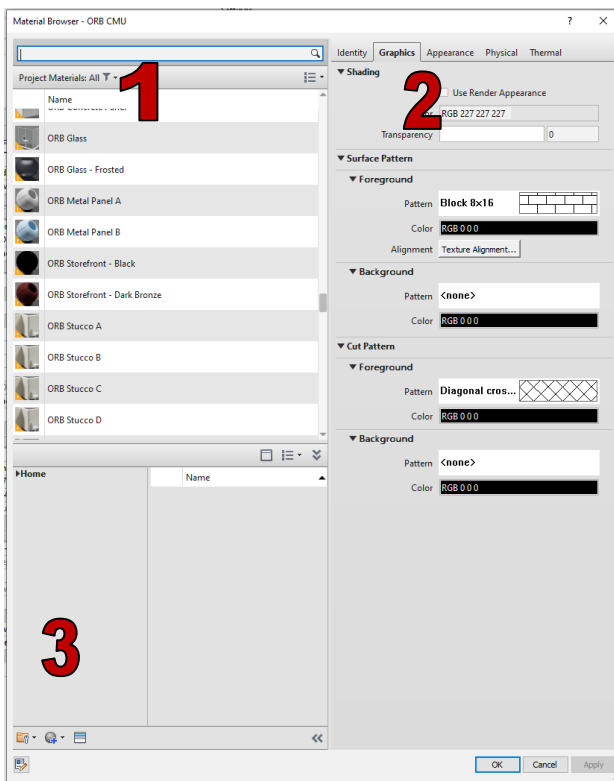 Material Browser - ORB CMU
? ×
Identity Graphics Appearance Physical Thermal
Project Materials: All
1
2
3
Name
ORB Glass
ORB Glass - Frosted
ORB Metal Panel A
ORB Metal Panel B
ORB Storefront - Black
ORB Storefront - Dark Bronze
ORB Stucco A
ORB Stucco B
ORB Stucco C
ORB Stucco D
Home
Name
Shading
Use Render Appearance
RGB 227 227 227
Transparency 0
Surface Pattern
Foreground
Pattern Block 8x16
Color RGB 0 0 0
Alignment Texture Alignment...
Background
Pattern <none>
Color RGB 0 0 0
Cut Pattern
Foreground
Pattern Diagonal cros...
Color RGB 0 0 0
Background
Pattern <none>
Color RGB 0 0 0
OK Cancel Apply